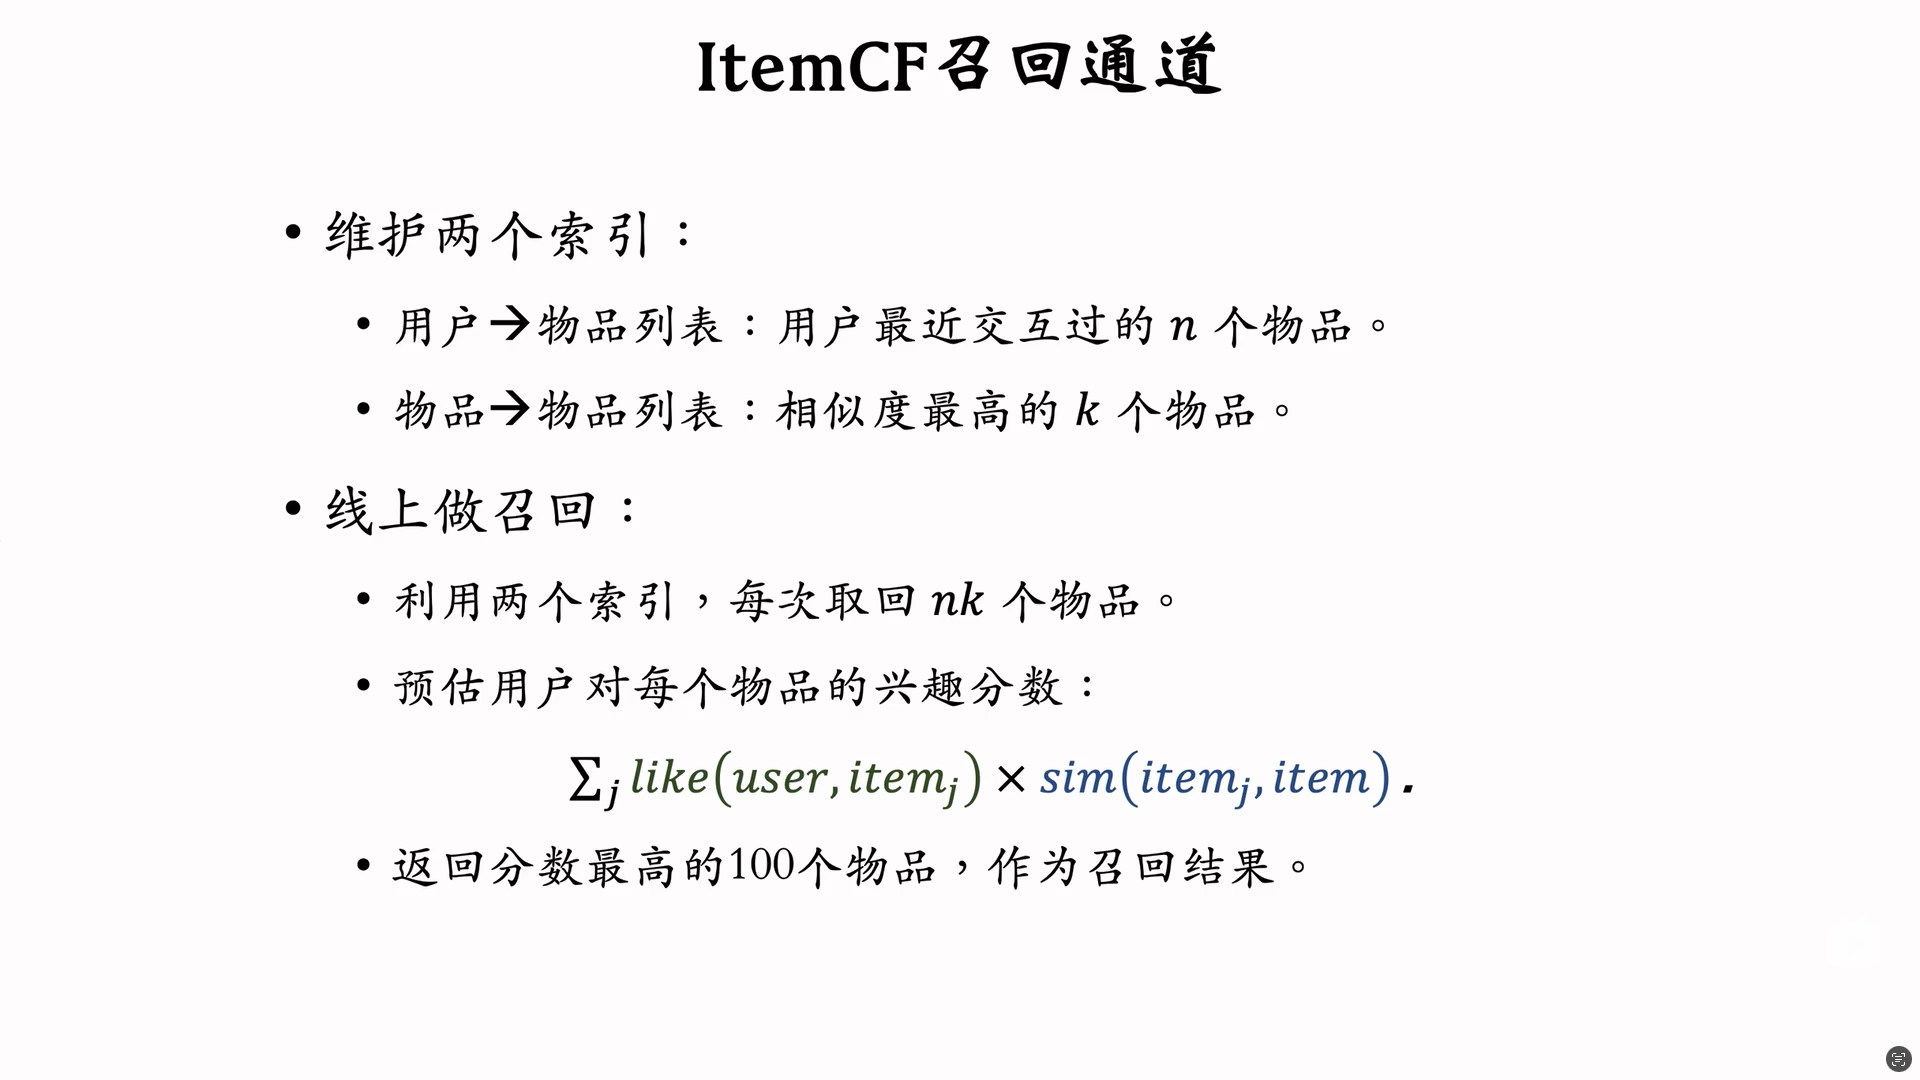 ItemCF召回通道
• 维护两个索引：
• 用户→物品列表：用户最近交互过的 n 个物品。
• 物品→物品列表：相似度最高的 k 个物品。
• 线上做召回：
• 利用两个索引，每次取回 nk 个物品。
• 预估用户对每个物品的兴趣分数：
∑ⱼ like(user, itemⱼ) × sim(itemⱼ, item) .
• 返回分数最高的100个物品，作为召回结果。